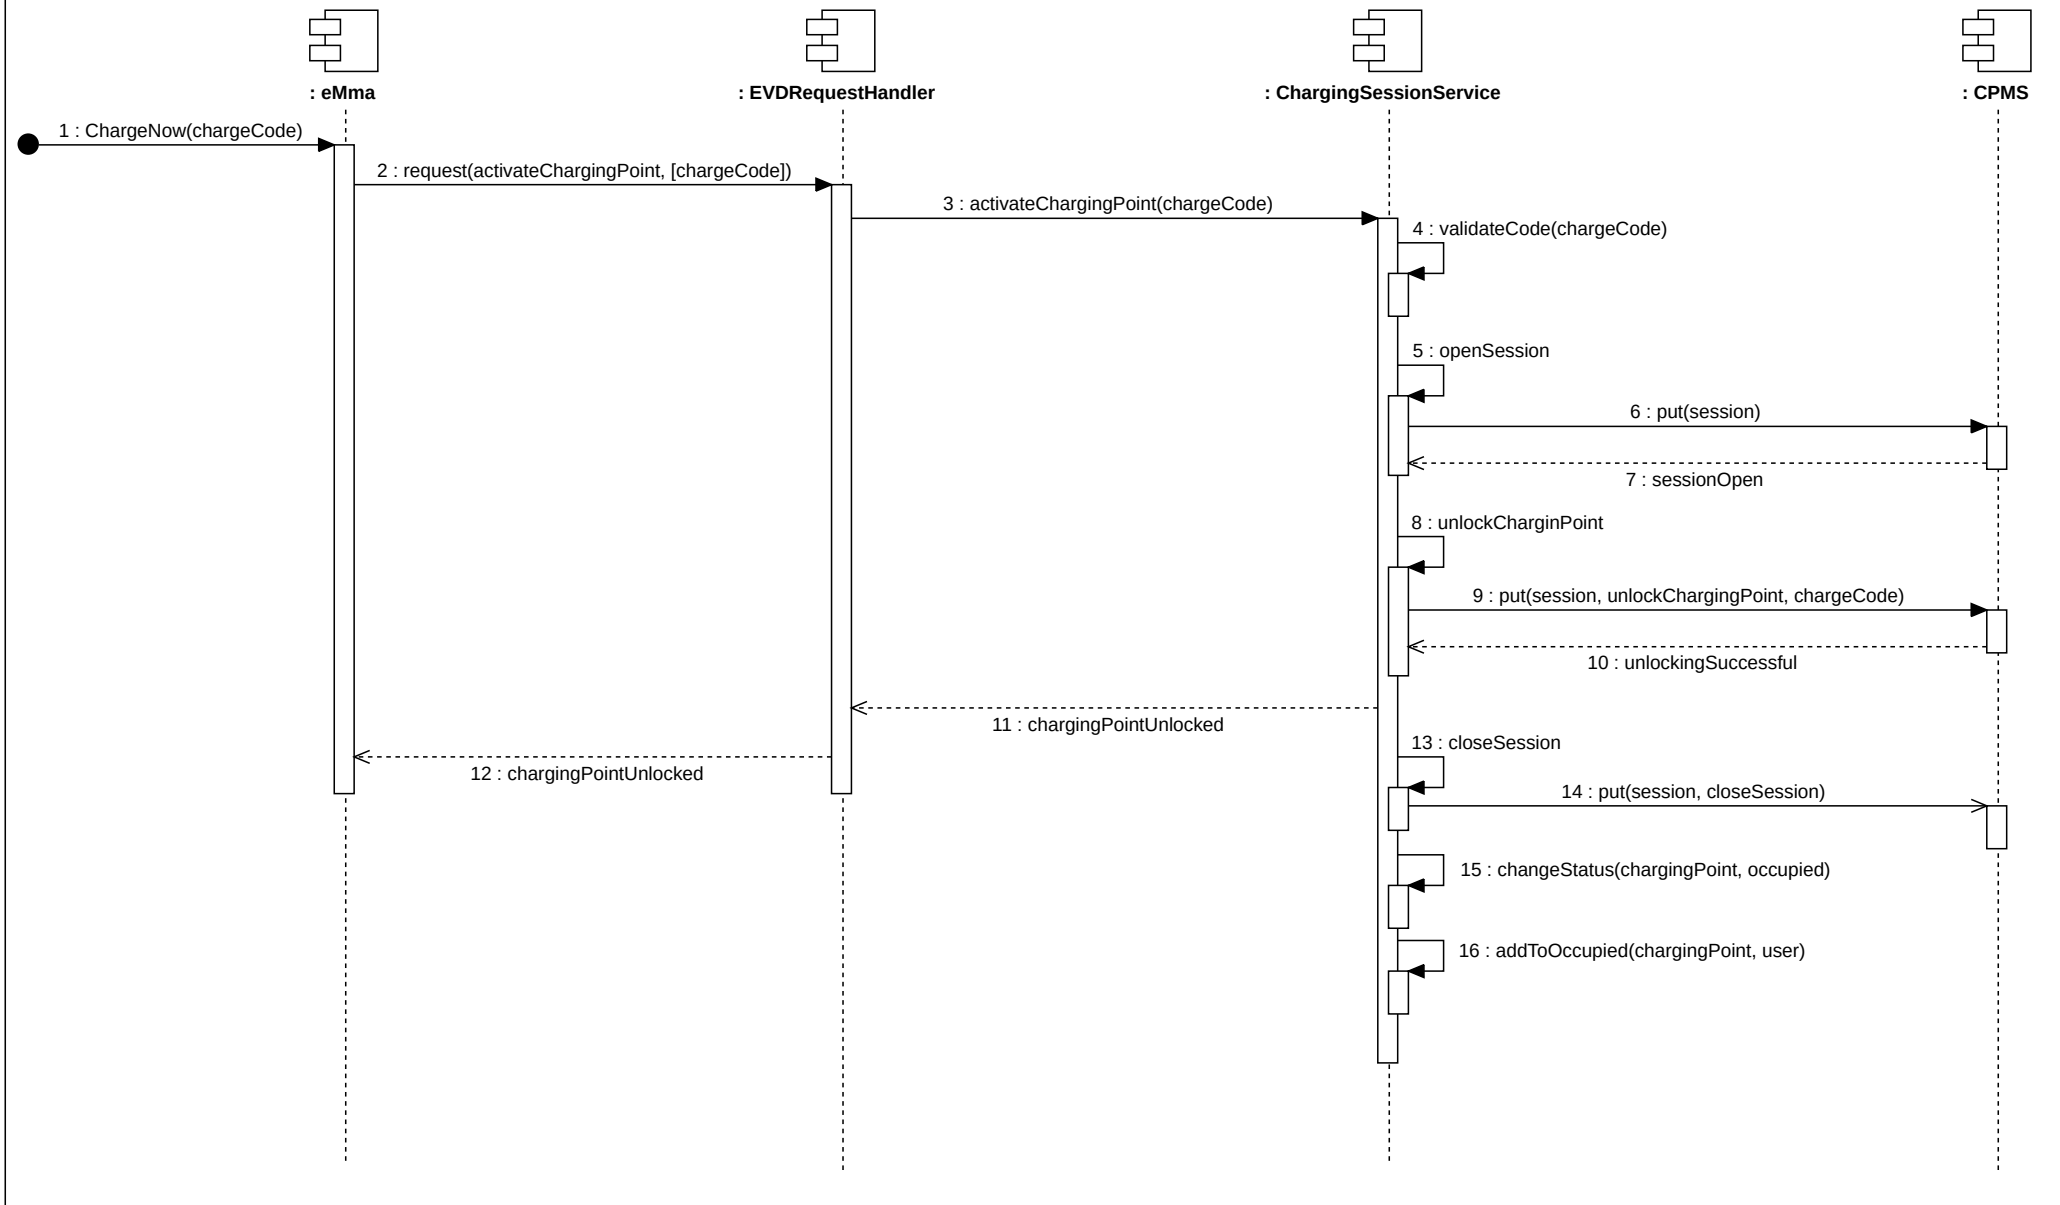 : eMma
: EVDRequestHandler
: ChargingSessionService
: CPMS
1 : ChargeNow(chargeCode)
2 : request(activateChargingPoint, [chargeCode])
3 : activateChargingPoint(chargeCode)
4 : validateCode(chargeCode)
5 : openSession
6 : put(session)
7 : sessionOpen
8 : unlockCharginPoint
9 : put(session, unlockChargingPoint, chargeCode)
10 : unlockingSuccessful
11 : chargingPointUnlocked
12 : chargingPointUnlocked
13 : closeSession
14 : put(session, closeSession)
15 : changeStatus(chargingPoint, occupied)
16 : addToOccupied(chargingPoint, user)